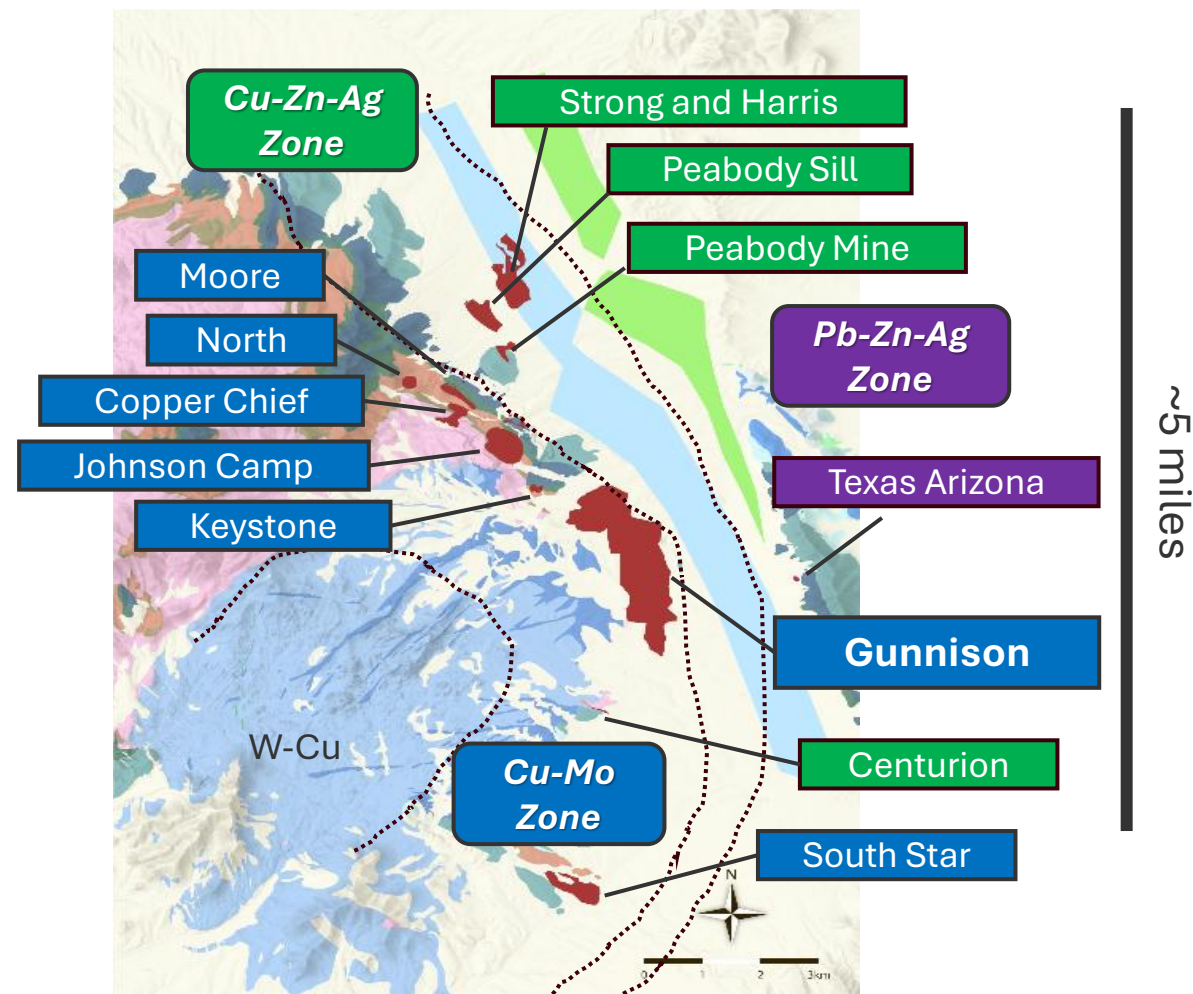 Cu-Zn-Ag
Zone
Strong and Harris
Peabody Sill
Peabody Mine
Moore
North
Copper Chief
Johnson Camp
Keystone
Pb-Zn-Ag
Zone
Texas Arizona
~5 miles
Gunnison
W-Cu
Cu-Mo
Zone
Centurion
South Star
N
0 1 2 3km